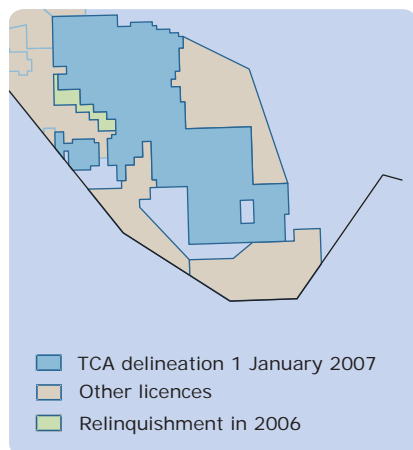 TCA delineation 1 January 2007
Other licences
Relinquishment in 2006